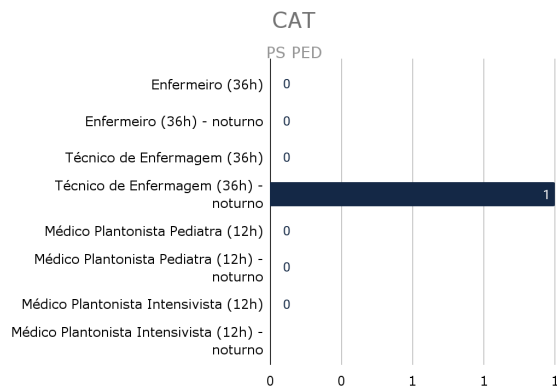 CAT
PS PED
Enfermeiro (36h)
0
Enfermeiro (36h) - noturno
0
Técnico de Enfermagem (36h)
0
Técnico de Enfermagem (36h) -
noturno
1
Médico Plantonista Pediatra (12h)
0
Médico Plantonista Pediatra (12h) -
noturno
0
Médico Plantonista Intensivista (12h)
0
Médico Plantonista Intensivista (12h) -
noturno
0 0 1 1 1